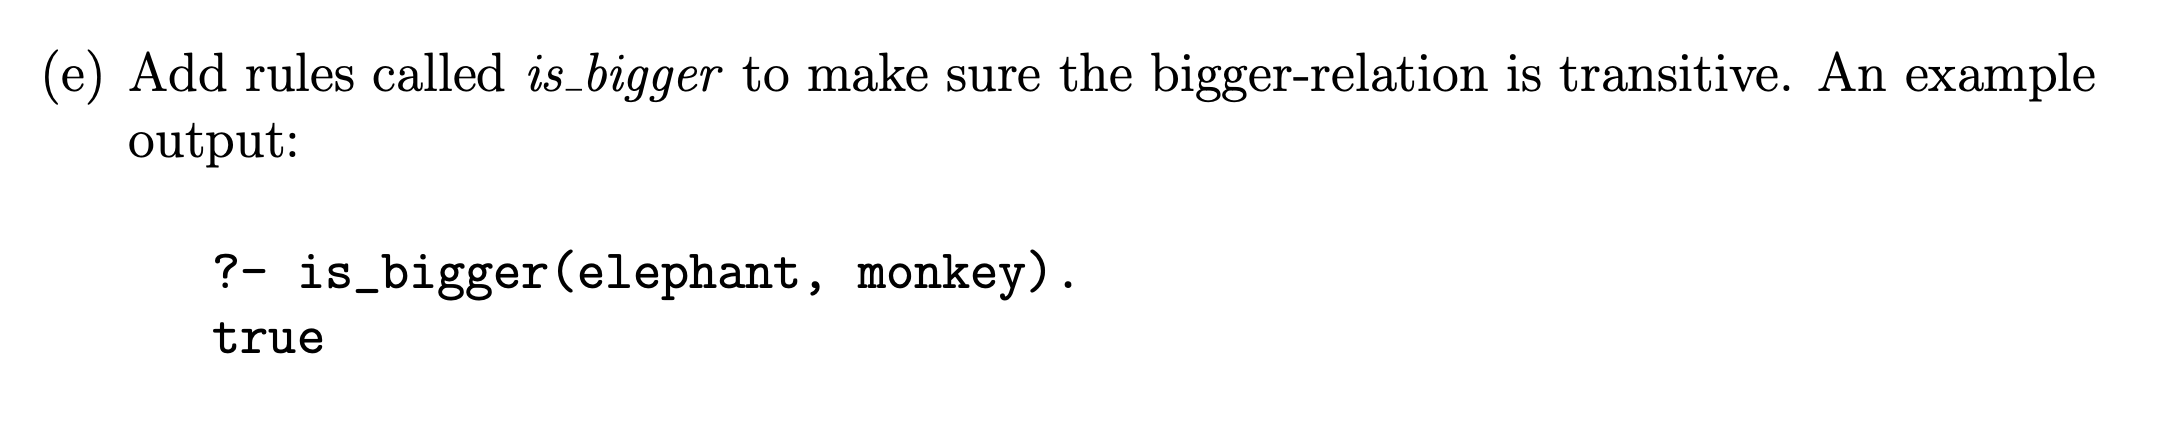 (e) Add rules called is_bigger to make sure the bigger-relation is transitive. An example
output:
?- is_bigger(elephant, monkey).
true